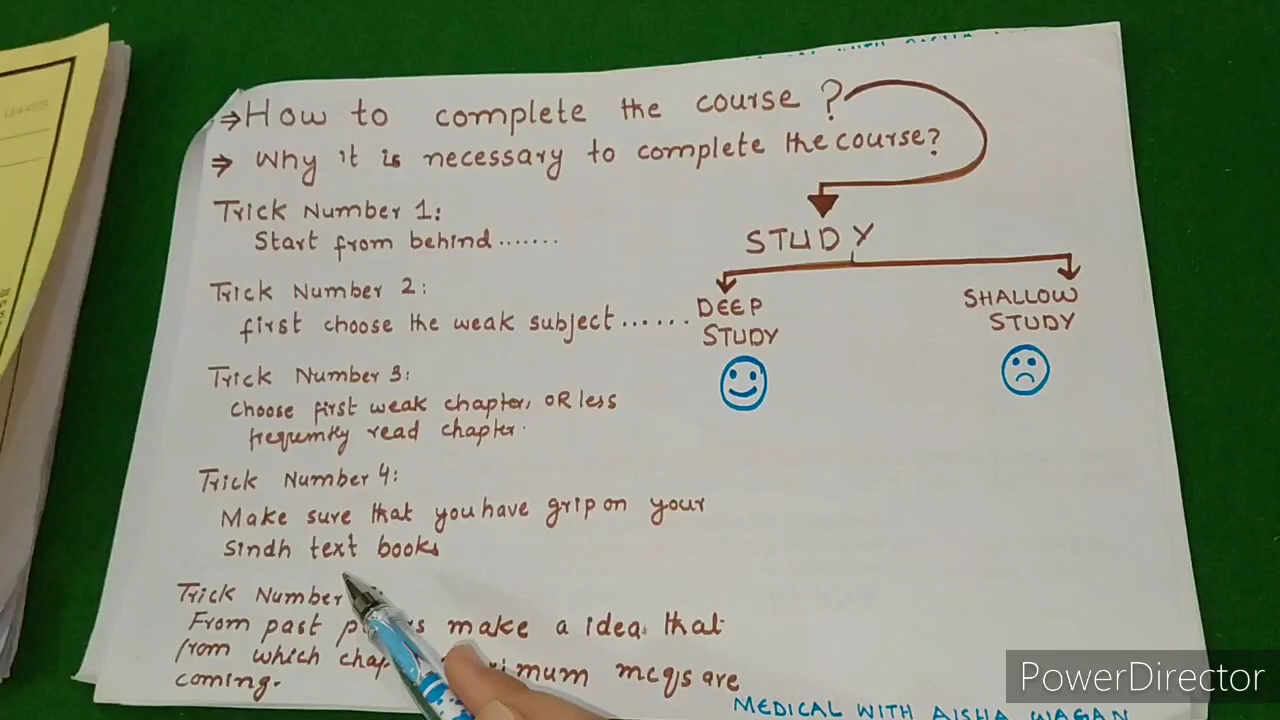 ⇒ How to complete the course?
⇒ Why it is necessary to complete the course?
Trick Number 1:
Start from behind.......
Trick Number 2:
first choose the weak subject......
Trick Number 3:
Choose first weak chapter, OR less
frequmtly read chapter.
Trick Number 4:
Make sure that you have grip on your
Sindh text books
Trick Number
From past make a idea that
from which mcqs are
coming.
STUDY
DEEP
STUDY
SHALLOW
STUDY
MEDICAL WITH AISHA WAGAN
PowerDirector